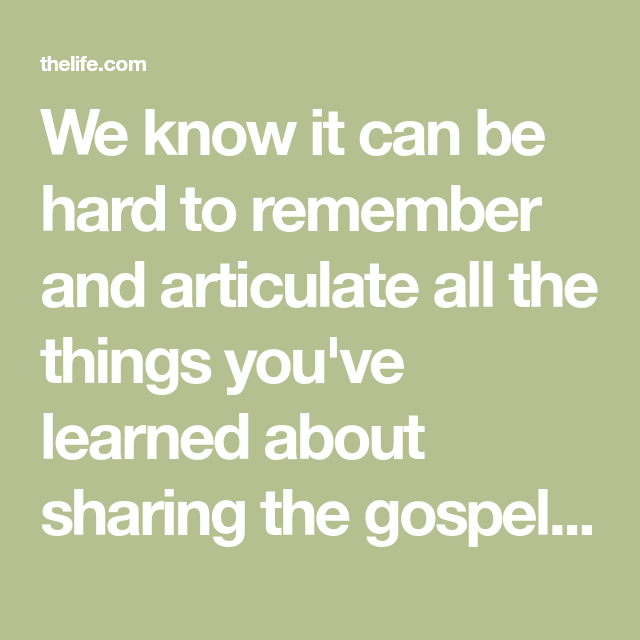 thelife.com
We know it can be
hard to remember
and articulate all the
things you've
learned about
sharing the gospel...